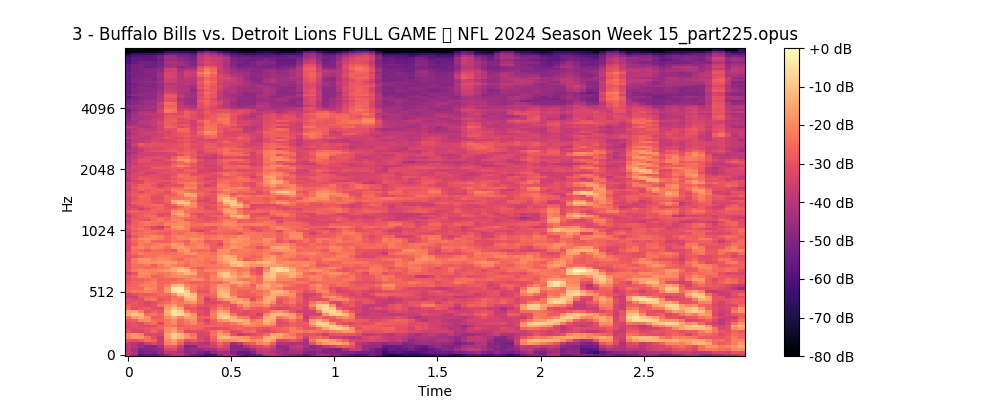 3 - Buffalo Bills vs. Detroit Lions FULL GAME ▯ NFL 2024 Season Week 15_part225.opus
+0 dB
4096
-10 dB
-20 dB
2048
-30 dB
Hz
1024
-40 dB
-50 dB
512
-60 dB
-70 dB
0
-80 dB
0
0.5
1
1.5
2
2.5
Time